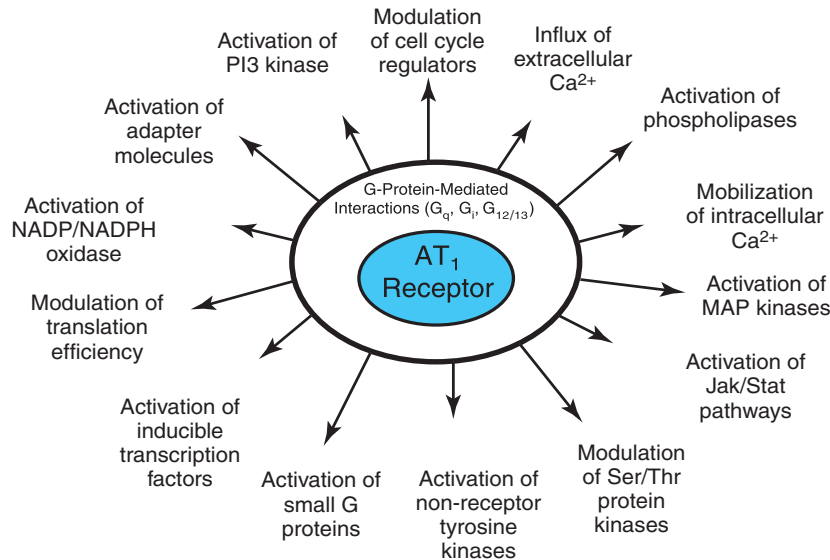 Modulation
of cell cycle
regulators
Influx of
extracellular
Ca2+
Activation of
phospholipases
Mobilization
of intracellular
Ca2+
Activation of
MAP kinases
Activation of
Jak/Stat
pathways
Modulation
of Ser/Thr
protein
kinases
Activation of
non-receptor
tyrosine
kinases
Activation of
small G
proteins
Activation of
inducible
transcription
factors
Modulation of
translation
efficiency
Activation of
NADP/NADPH
oxidase
Activation of
adapter
molecules
Activation of
PI3 kinase
G-Protein-Mediated
Interactions (Gq, Gi, G12/13)
AT1
Receptor